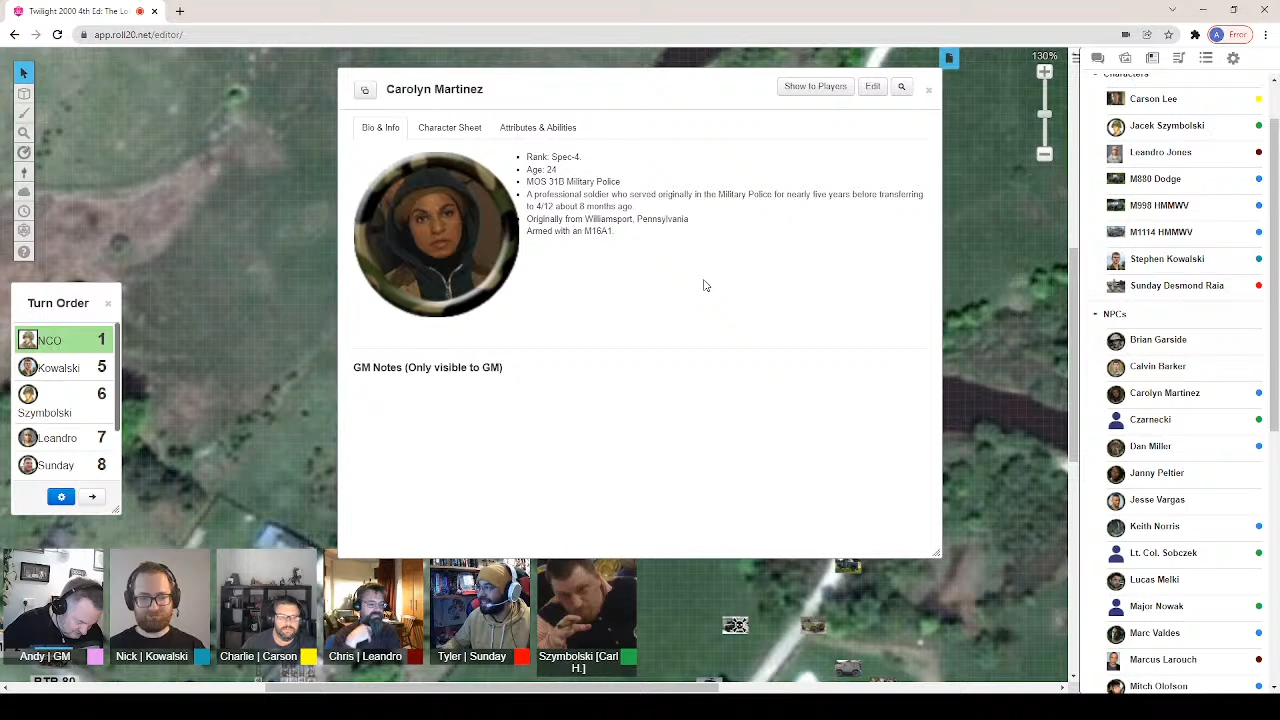 Twilight 2000 4th Ed: The Lo
app.roll20.net/editor/
A
Error
130%
Carolyn Martinez
Show to Players
Edit
Bio & Info
Character Sheet
Attributes & Abilities
Rank: Spec-4.
Age: 24
MOS 31B Military Police
A professional soldier who served originally in the Military Police for nearly five years before transferring
to 4/12 about 8 months ago.
Originally from Williamsport, Pennsylvania
Armed with an M16A1.
GM Notes (Only visible to GM)
Turn Order
NCO 1
Kowalski 5
6
Szymbolski
Leandro 7
Sunday 8
Characters
Carson Lee
Jacek Szymbolski
Leandro Jones
M880 Dodge
M998 HMMWV
M1114 HMMWV
Stephen Kowalski
Sunday Desmond Raia
NPCs
Brian Garside
Calvin Barker
Carolyn Martinez
Czarnecki
Dan Miller
Janny Peltier
Jesse Vargas
Keith Norris
Lt. Col Sobczek
Lucas Melki
Major Nowak
Marc Valdes
Marcus Larouch
Mitch Tolson
Andy | GM
Nick | Kowalski
Charlie | Carson
Chris | Leandro
Tyler | Sunday
Szymbolski [Carl
H.]
BTR-80